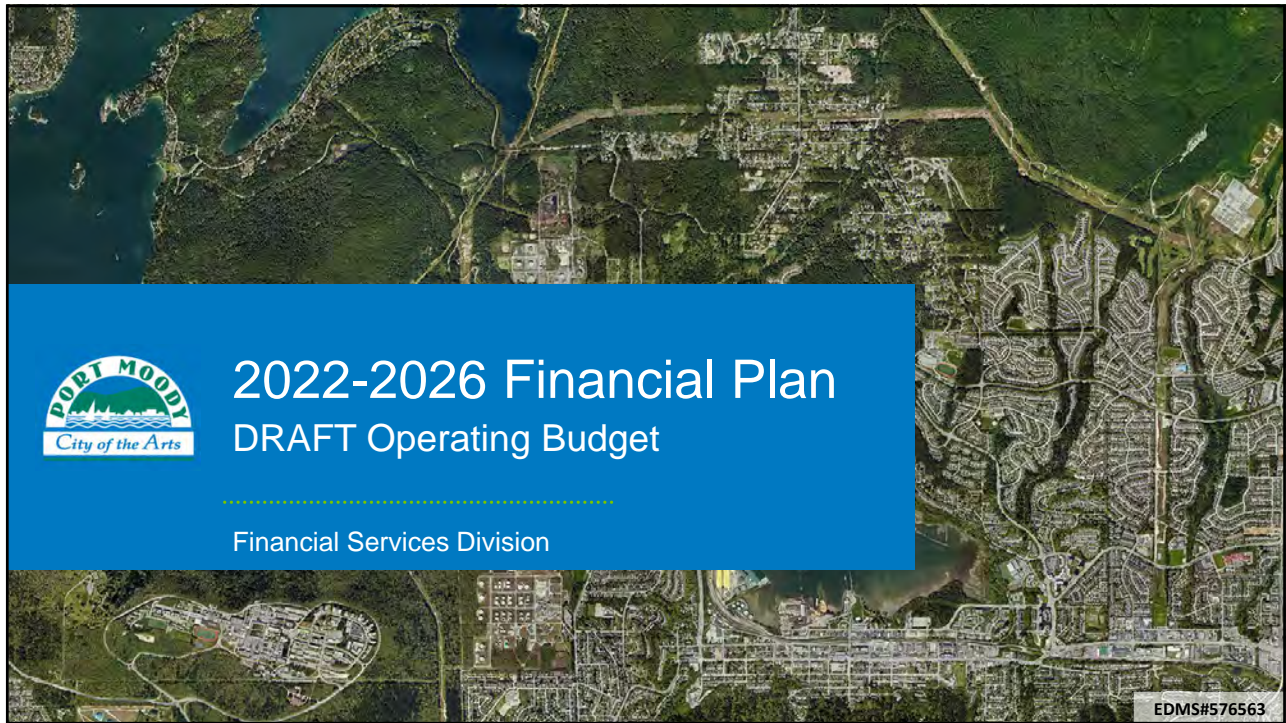 PORT MOODY
City of the Arts
2022-2026 Financial Plan
DRAFT Operating Budget
Financial Services Division
EDMS#576563